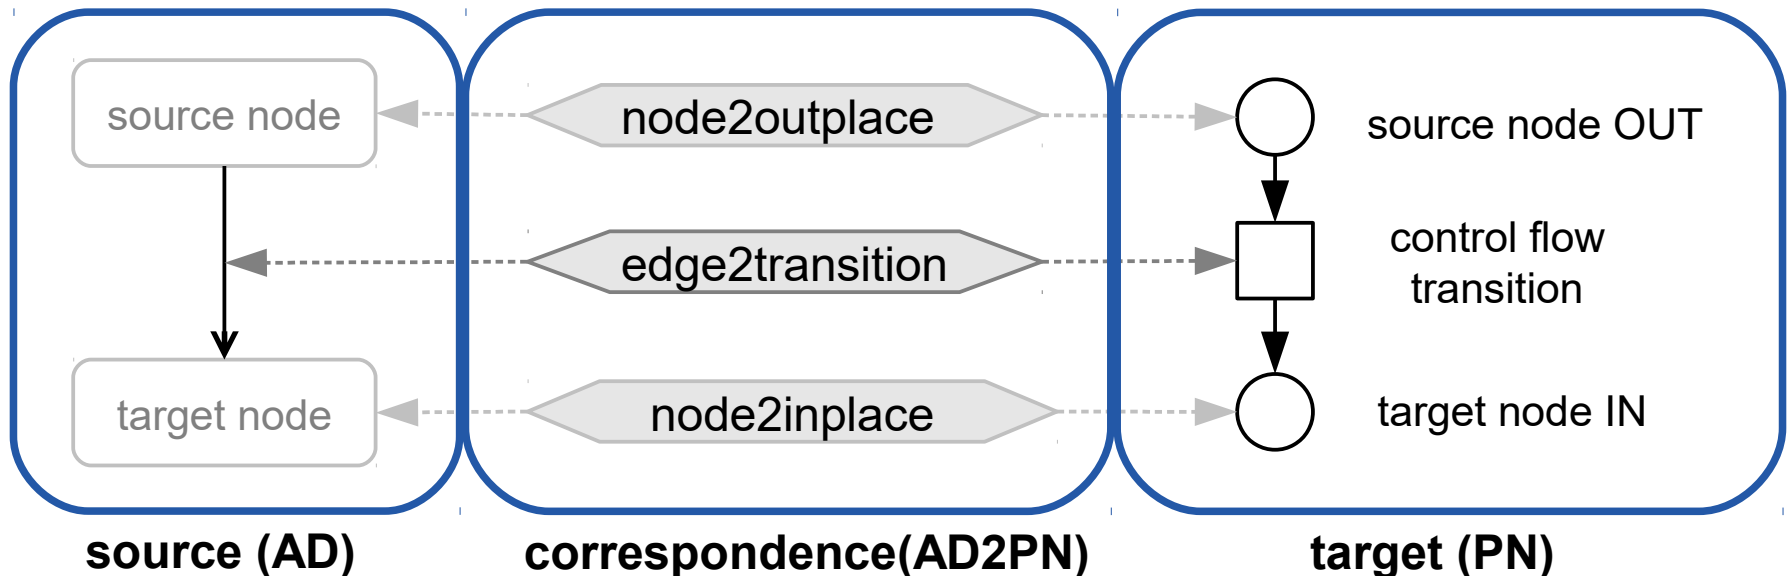 source node
node2outplace
source node OUT
edge2transition
control flow
transition
target node
node2inplace
target node IN
source (AD)
correspondence(AD2PN)
target (PN)